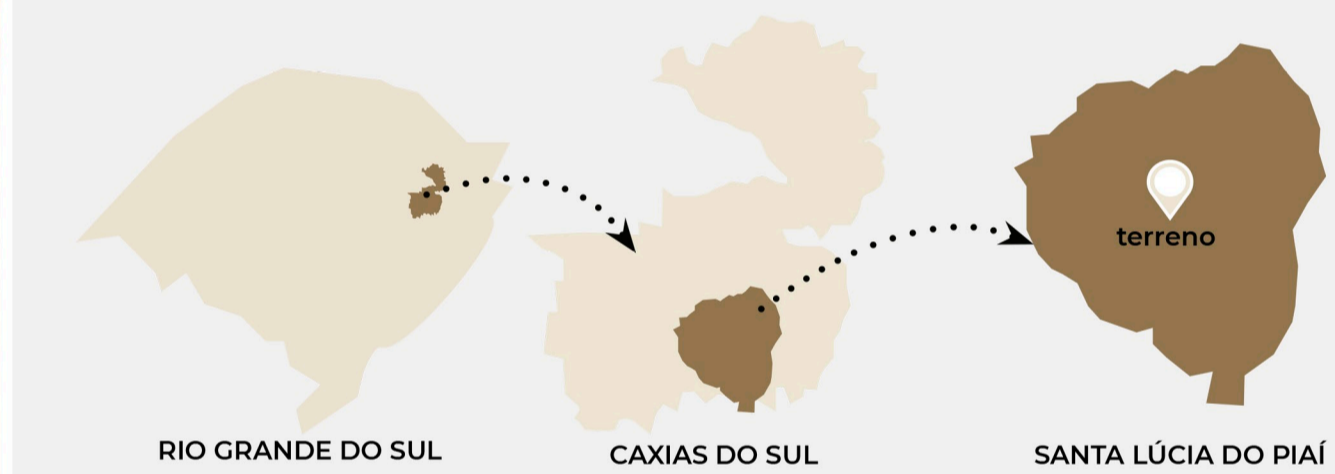 terreno
RIO GRANDE DO SUL
CAXIAS DO SUL
SANTA LÚCIA DO PIAÍ